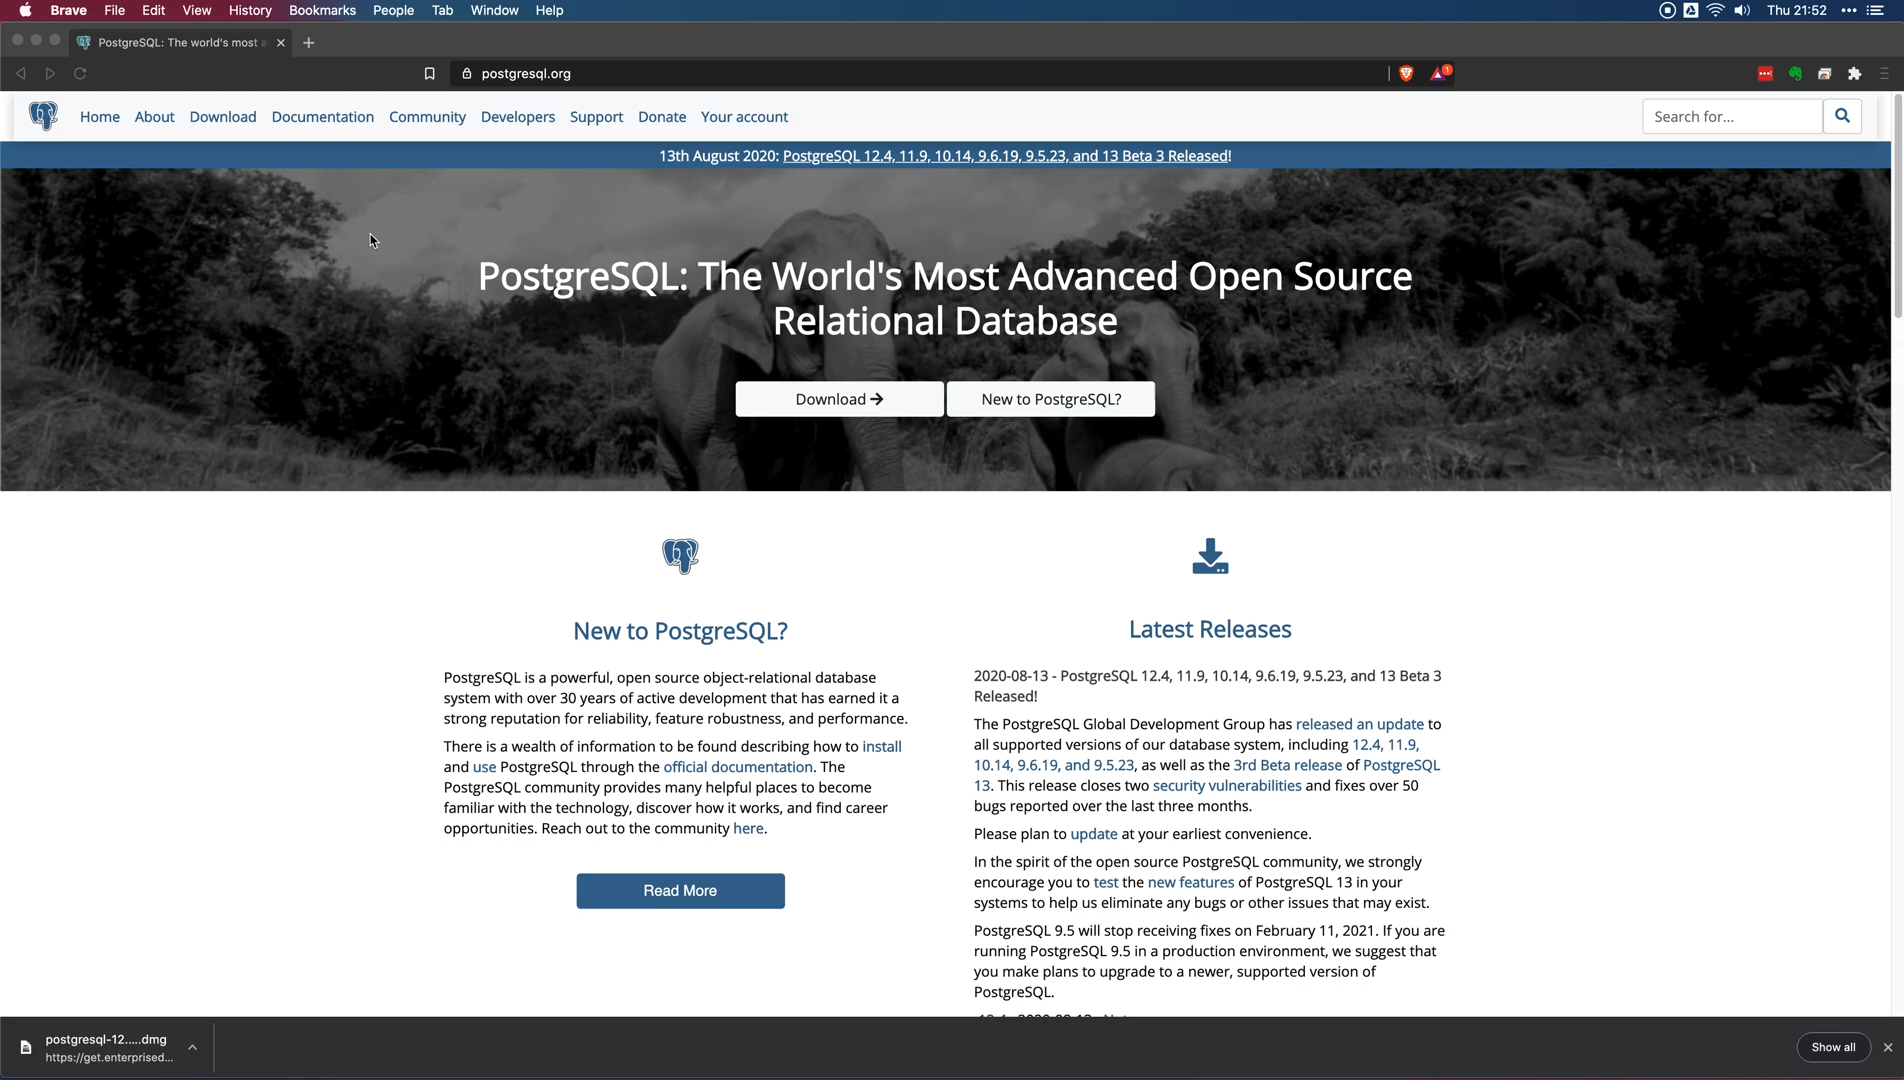 Brave File Edit View History Bookmarks People Tab Window Help Thu 21:52
PostgreSQL: The world's most a
postgresql.org 1
Home About Download Documentation Community Developers Support Donate Your account Search for...
13th August 2020: PostgreSQL 12.4, 11.9, 10.14, 9.6.19, 9.5.23, and 13 Beta 3 Released!
PostgreSQL: The World's Most Advanced Open Source
Relational Database
Download New to PostgreSQL?
New to PostgreSQL?
PostgreSQL is a powerful, open source object-relational database
system with over 30 years of active development that has earned it a
strong reputation for reliability, feature robustness, and performance.
There is a wealth of information to be found describing how to install
and use PostgreSQL through the official documentation. The
PostgreSQL community provides many helpful places to become
familiar with the technology, discover how it works, and find career
opportunities. Reach out to the community here.
Read More
Latest Releases
2020-08-13 - PostgreSQL 12.4, 11.9, 10.14, 9.6.19, 9.5.23, and 13 Beta 3
Released!
The PostgreSQL Global Development Group has released an update to
all supported versions of our database system, including 12.4, 11.9,
10.14, 9.6.19, and 9.5.23, as well as the 3rd Beta release of PostgreSQL
13. This release closes two security vulnerabilities and fixes over 50
bugs reported over the last three months.
Please plan to update at your earliest convenience.
In the spirit of the open source PostgreSQL community, we strongly
encourage you to test the new features of PostgreSQL 13 in your
systems to help us eliminate any bugs or other issues that may exist.
PostgreSQL 9.5 will stop receiving fixes on February 11, 2021. If you are
running PostgreSQL 9.5 in a production environment, we suggest that
you make plans to upgrade to a newer, supported version of
PostgreSQL.
postgresql-12.....dmg
https://get.enterprised...
Show all